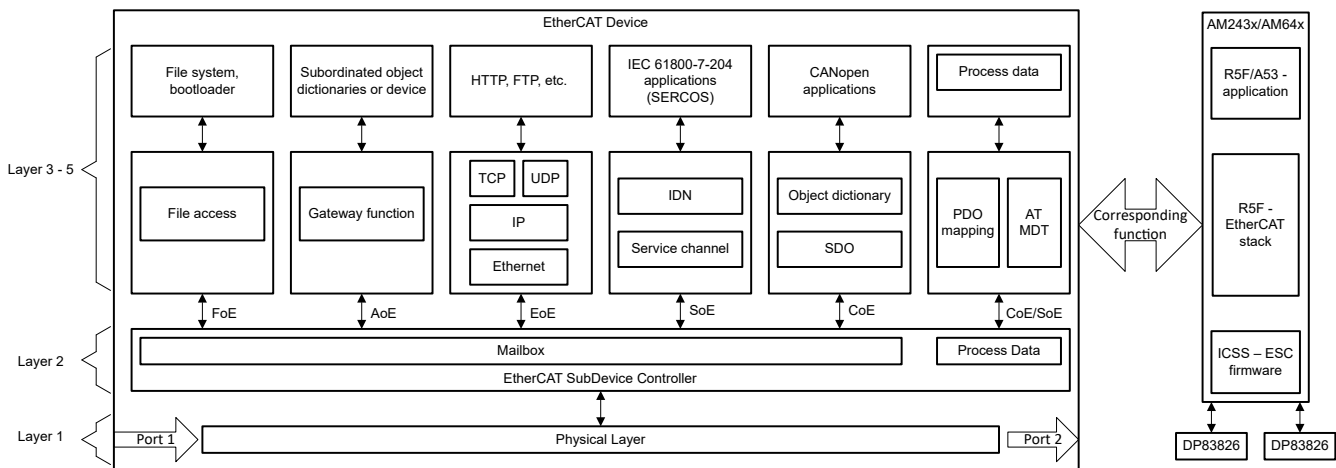 EtherCAT Device
AM243x/AM64x
File system,
bootloader
Subordinated object
dictionaries or device
HTTP, FTP, etc.
IEC 61800-7-204
applications
(SERCOS)
CANopen
applications
Process data
R5F/A53 -
application
Layer 3 - 5
File access
Gateway function
TCP
UDP
IP
Ethernet
IDN
Service channel
Object dictionary
SDO
PDO
mapping
AT
MDT
Corresponding
function
R5F -
EtherCAT
stack
FoE
AoE
EoE
SoE
CoE
CoE/SoE
Layer 2
Mailbox
Process Data
EtherCAT SubDevice Controller
ICSS – ESC
firmware
Layer 1
Port 1
Physical Layer
Port 2
DP83826
DP83826